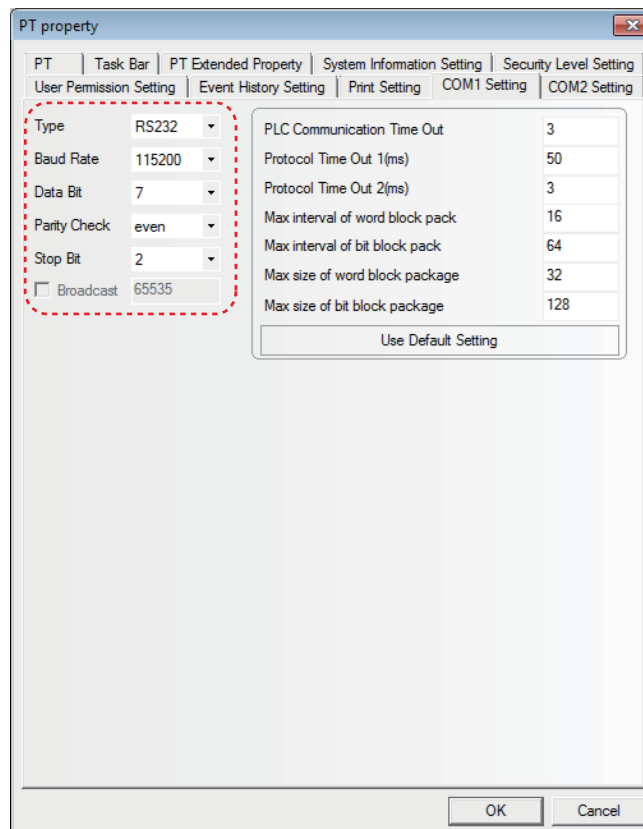 PT property
PT Task Bar PT Extended Property System Information Setting Security Level Setting
User Permission Setting Event History Setting Print Setting COM1 Setting COM2 Setting
Type RS232
Baud Rate 115200
Data Bit 7
Parity Check even
Stop Bit 2
Broadcast 65535
PLC Communication Time Out 3
Protocol Time Out 1(ms) 50
Protocol Time Out 2(ms) 3
Max interval of word block pack 16
Max interval of bit block pack 64
Max size of word block package 32
Max size of bit block package 128
Use Default Setting
OK Cancel